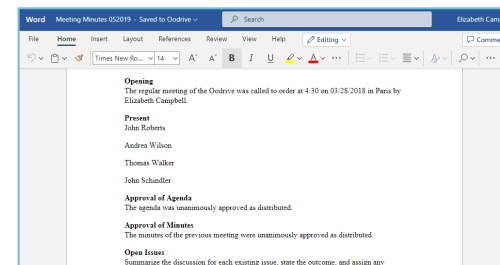 Word Meeting Minutes 052019 - Saved to Oodrive Search Elizabeth Cam
File Home Insert Layout References Review View Help Editing Comme
Times New Ro... 14 A A B I U A ...
Opening
The regular meeting of the Oodrive was called to order at 4:30 on 03/28/2018 in Paris by
Elizabeth Campbell.
Present
John Roberts
Andrea Wilson
Thomas Walker
John Schindler
Approval of Agenda
The agenda was unanimously approved as distributed.
Approval of Minutes
The minutes of the previous meeting were unanimously approved as distributed.
Open Issues
Summarize the discussion for each existing issue, state the outcome, and assign any